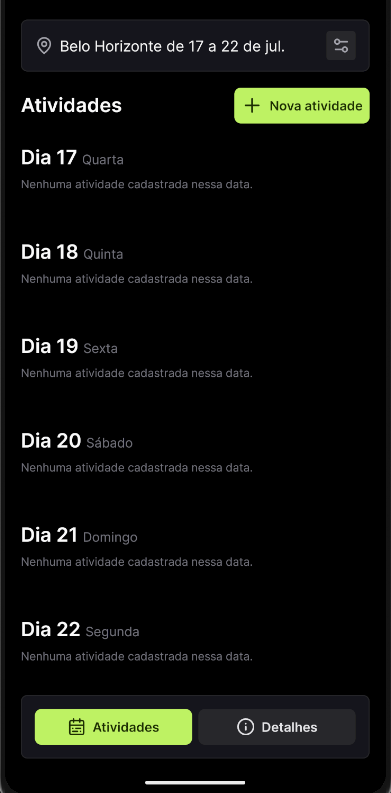 Belo Horizonte de 17 a 22 de jul.
Atividades
Nova atividade
Dia 17 Quarta
Nenhuma atividade cadastrada nessa data.
Dia 18 Quinta
Nenhuma atividade cadastrada nessa data.
Dia 19 Sexta
Nenhuma atividade cadastrada nessa data.
Dia 20 Sábado
Nenhuma atividade cadastrada nessa data.
Dia 21 Domingo
Nenhuma atividade cadastrada nessa data.
Dia 22 Segunda
Nenhuma atividade cadastrada nessa data.
Atividades
Detalhes